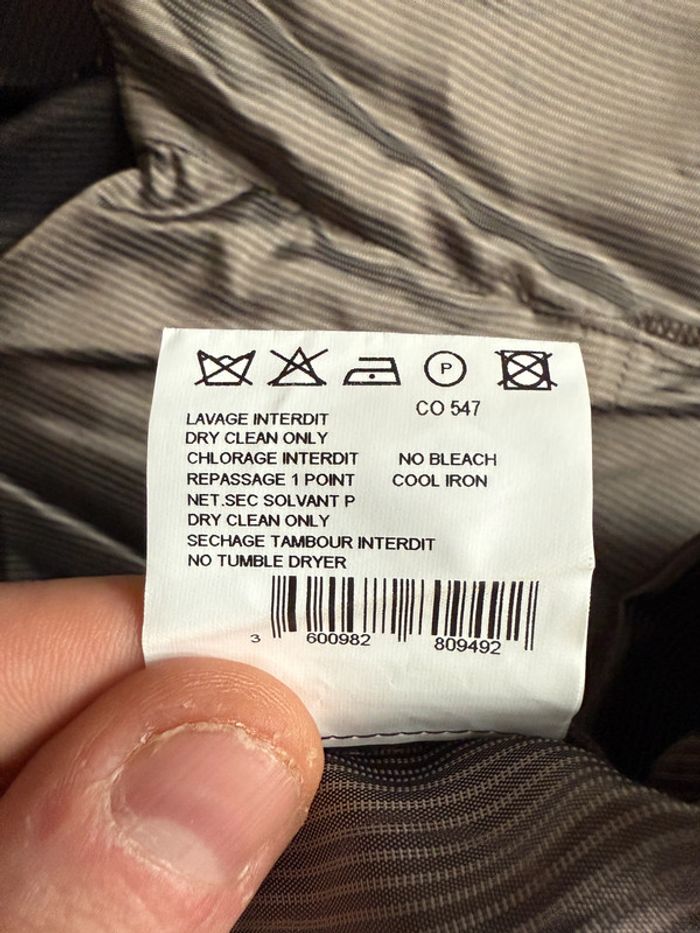 P
CO 547
LAVAGE INTERDIT
DRY CLEAN ONLY
CHLORAGE INTERDIT NO BLEACH
REPASSAGE 1 POINT COOL IRON
NET.SEC SOLVANT P
DRY CLEAN ONLY
SECHAGE TAMBOUR INTERDIT
NO TUMBLE DRYER
3 600982 809492